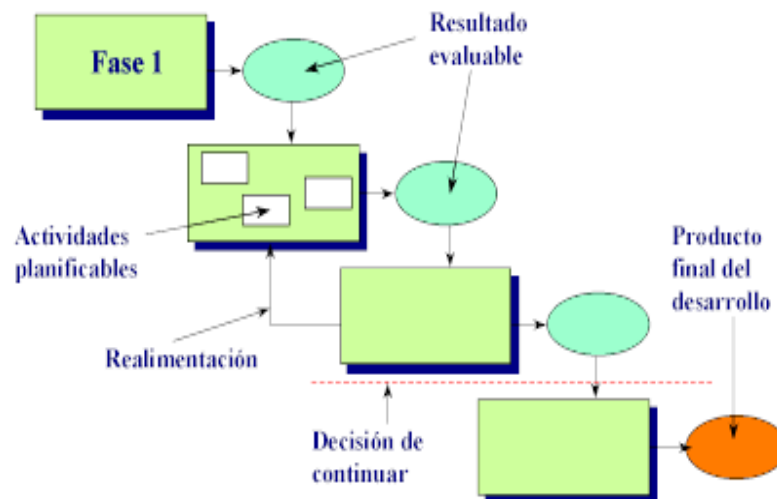 Fase 1
Resultado
evaluable
Actividades
planificables
Producto
final del
desarrollo
Realimentación
Decisión de
continuar